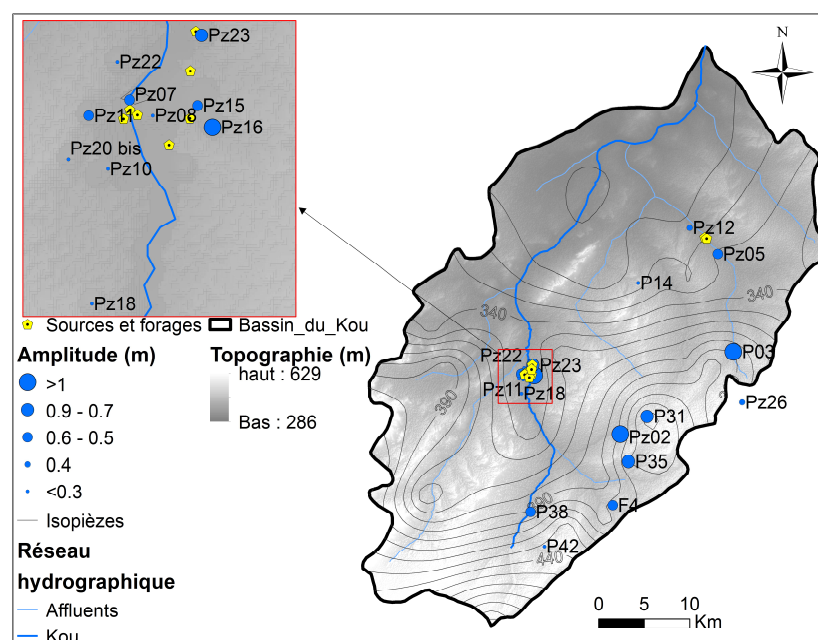 N
Pz23
Pz22
Pz07
Pz15
Pz11
Pz08
Pz16
Pz20 bis
Pz10
Pz18
Sources et forages
Bassin_du_Kou
Amplitude (m)
>1
0.9 - 0.7
0.6 - 0.5
0.4
<0.3
Isopièzes
Réseau
hydrographique
Affluents
Kou
Topographie (m)
haut : 629
Bas : 286
Pz12
Pz05
P14
340
340
P03
Pz22
Pz23
Pz11
Pz18
390
Pz26
P31
Pz02
P35
390
P38
F4
P42
440
0 5 10
Km